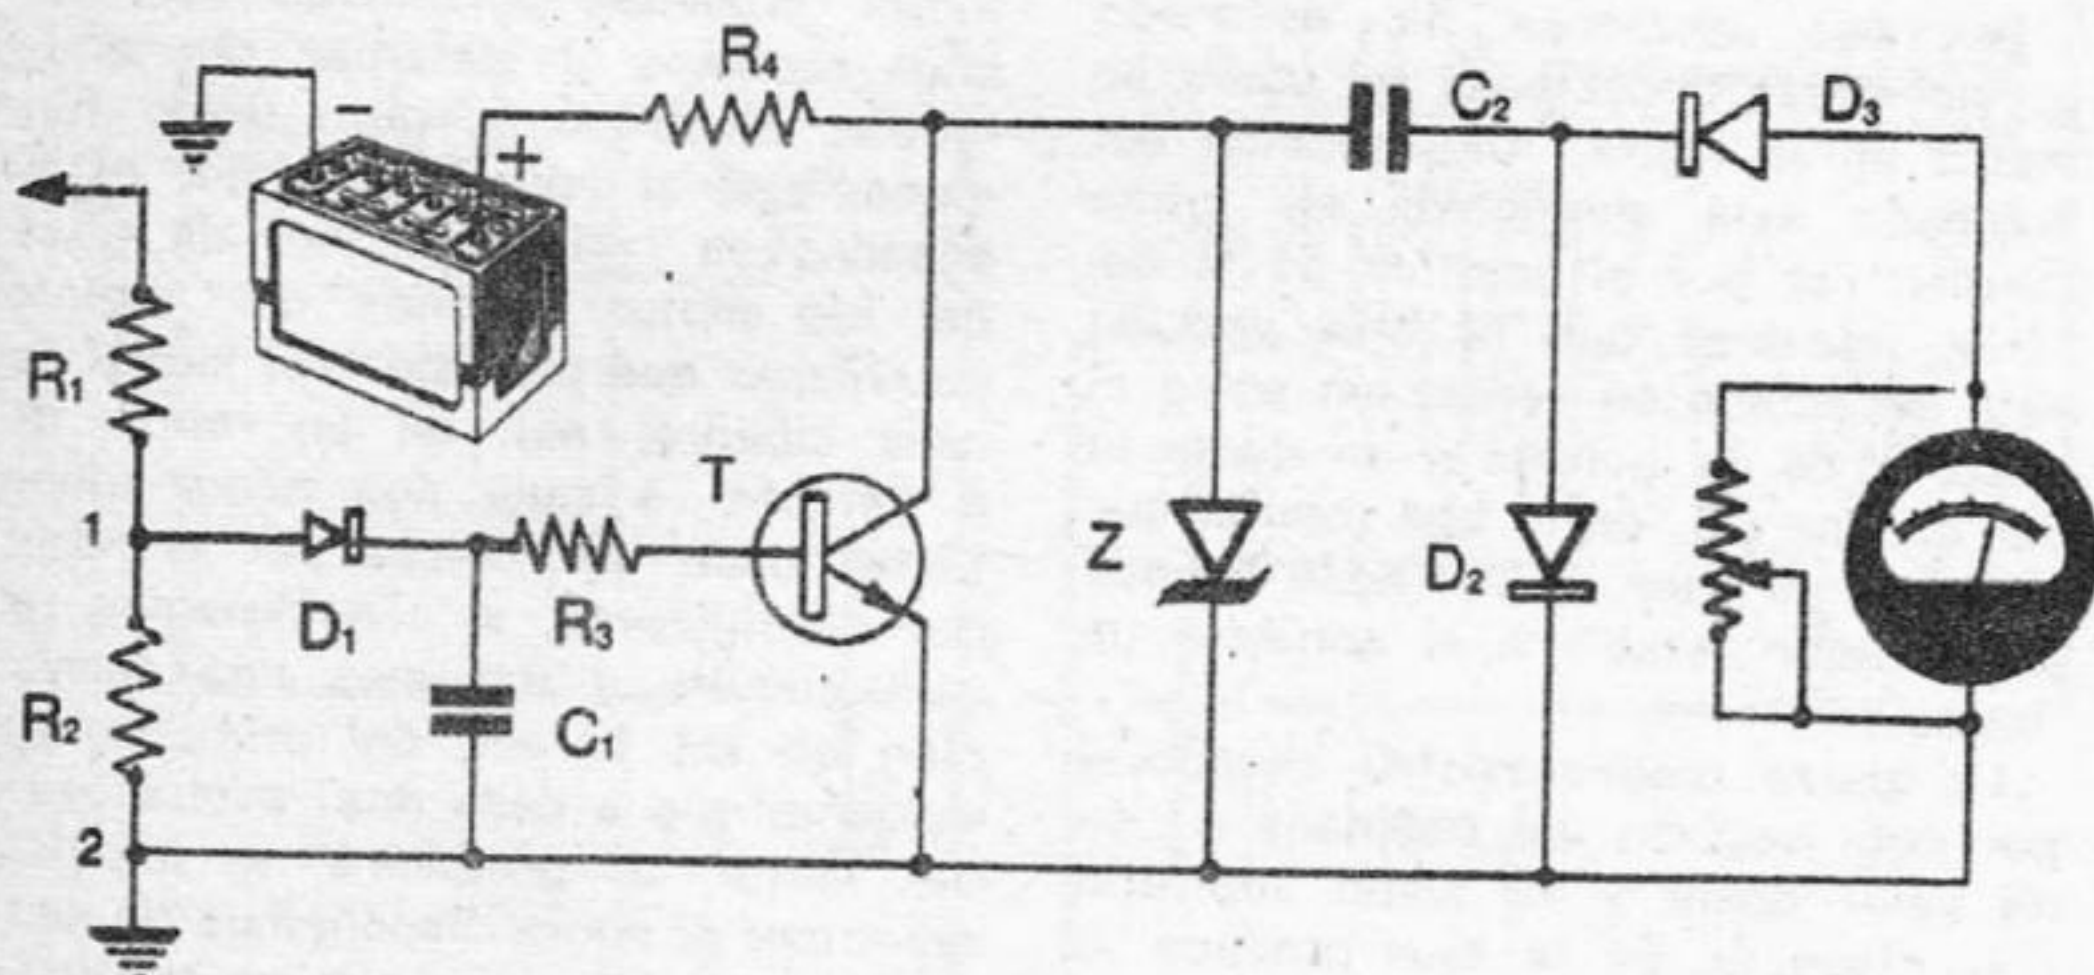 R₄
− C₂ D₃
+
R₁
T
1 Z D₂
D₁ R₃
R₂ C₁
2